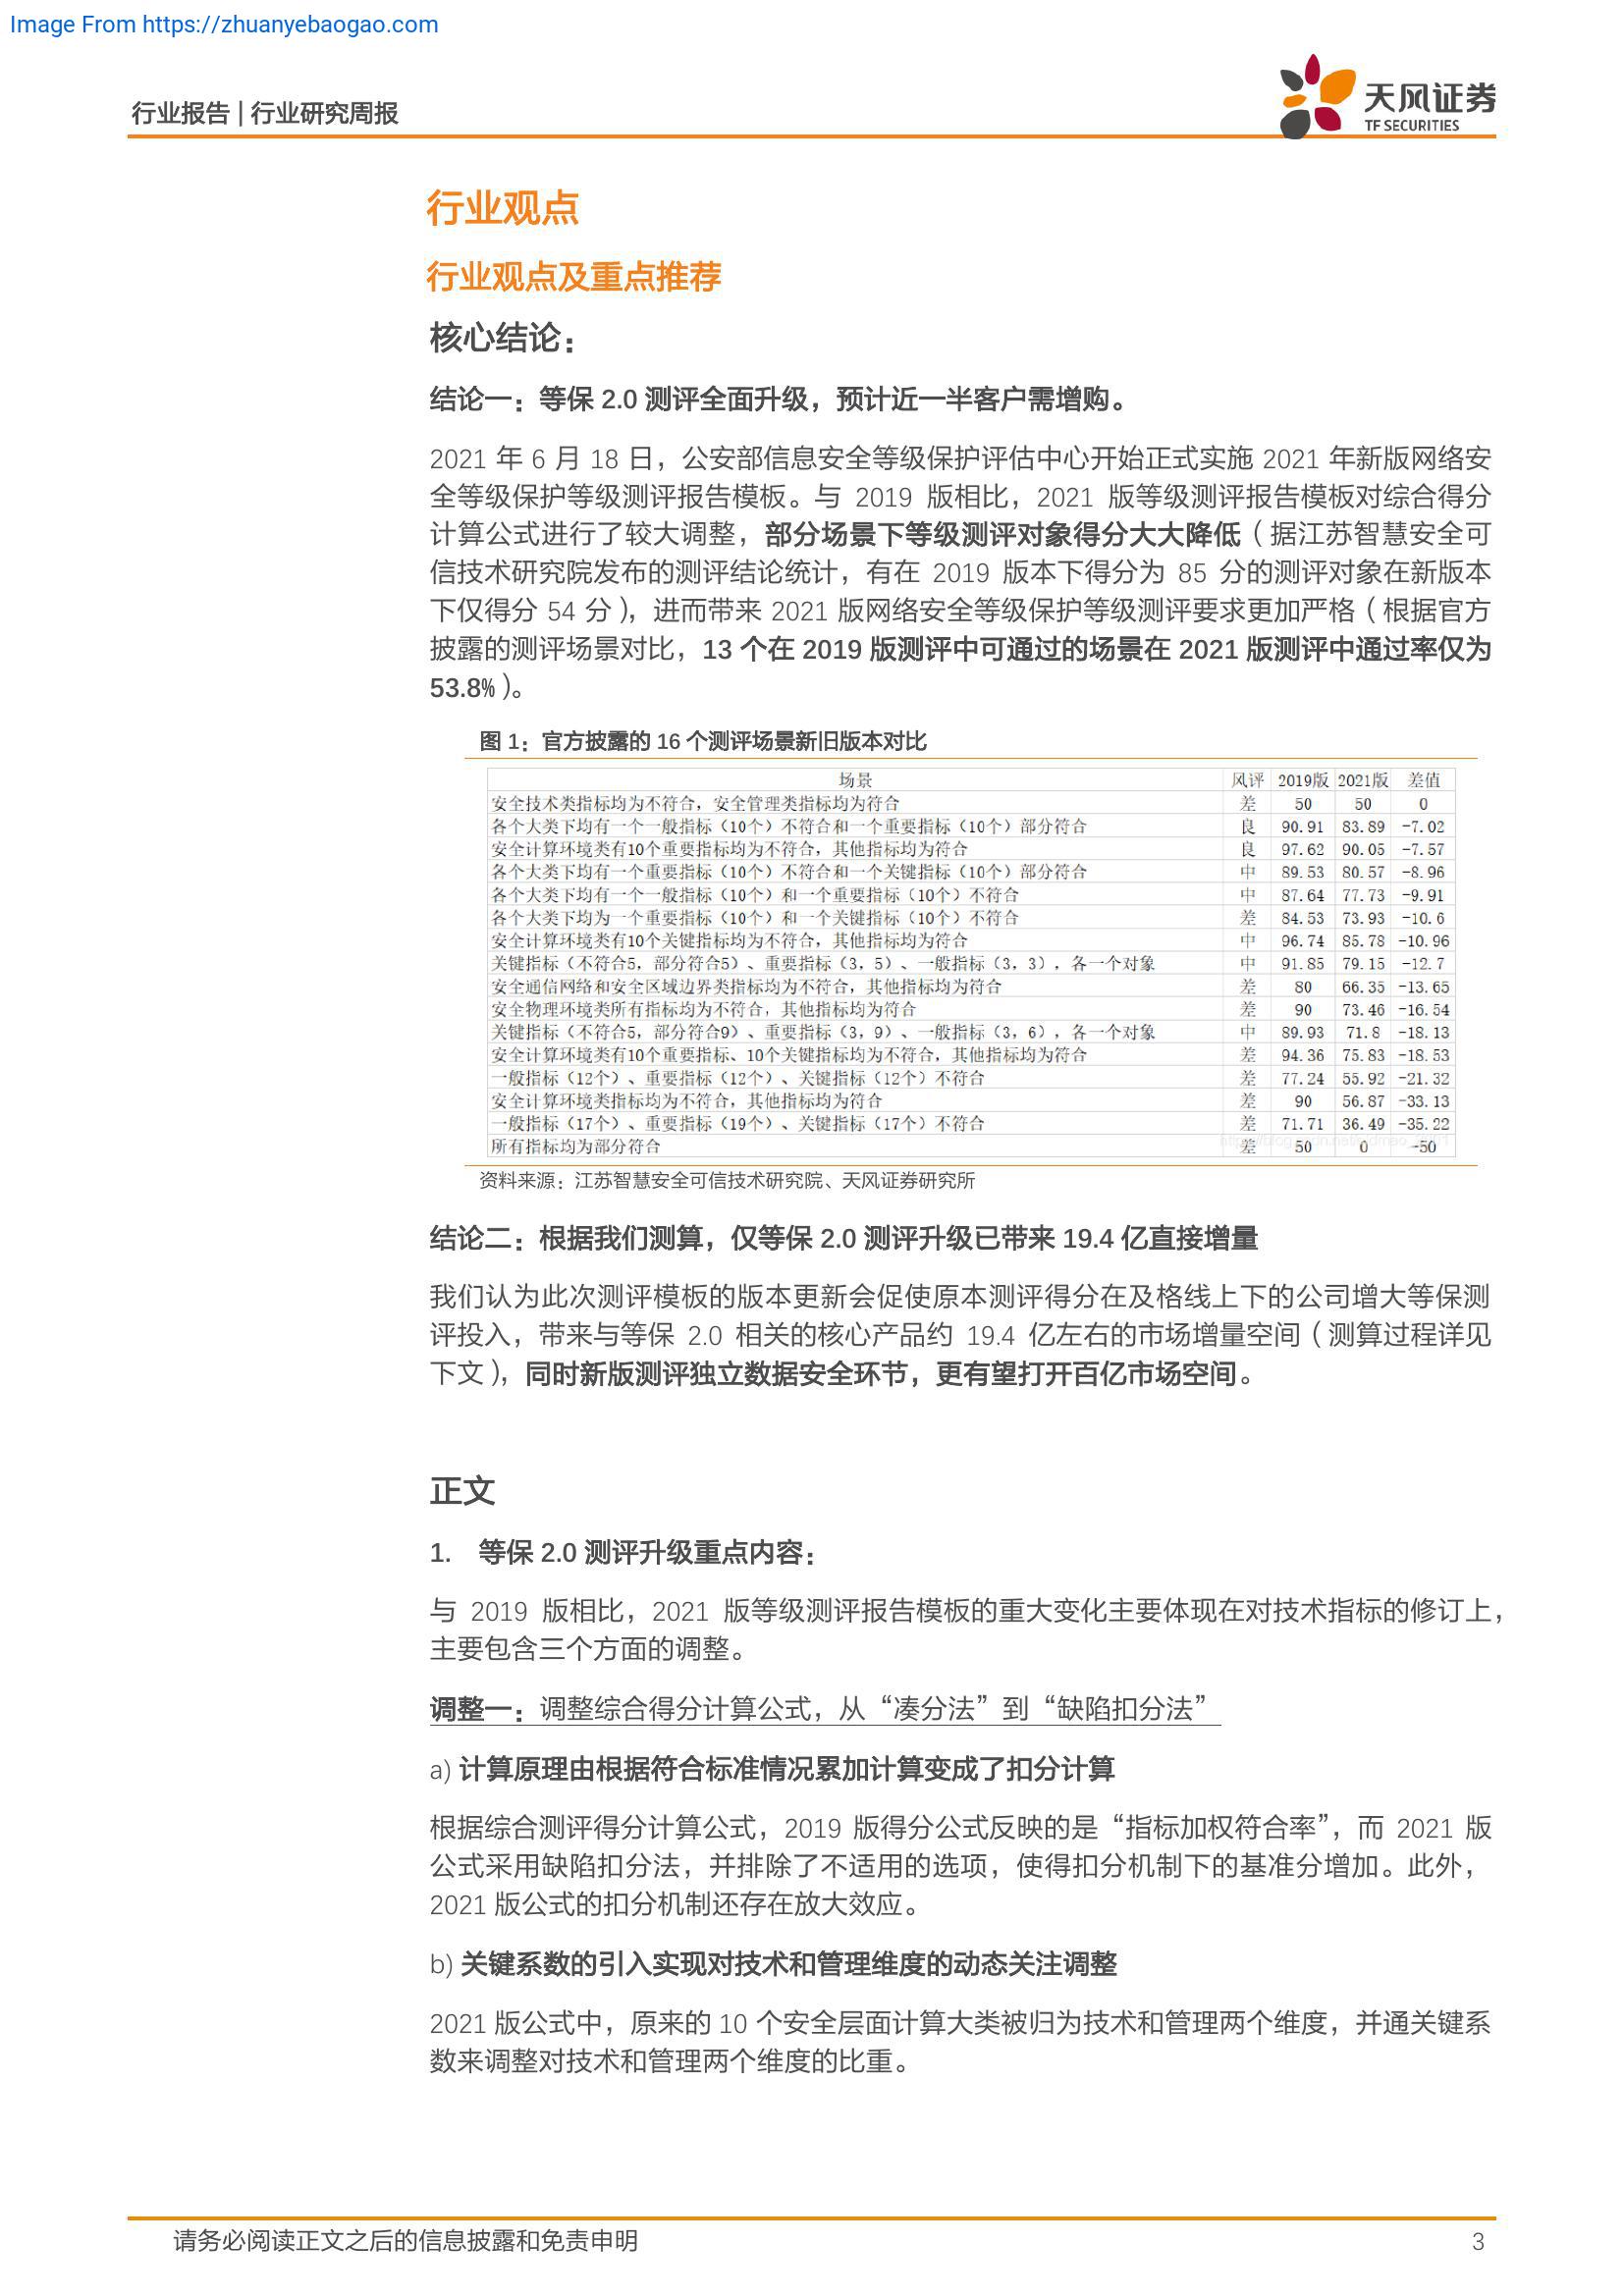 Image From https://zhuanyebaogao.com
行业报告 | 行业研究周报
天风证券
TF SECURITIES
行业观点
行业观点及重点推荐
核心结论：
结论一：等保 2.0 测评全面升级，预计近一半客户需增购。
2021 年 6 月 18 日，公安部信息安全等级保护评估中心开始正式实施 2021 年新版网络安
全等级保护等级测评报告模板。与 2019 版相比，2021 版等级测评报告模板对综合得分
计算公式进行了较大调整，部分场景下等级测评对象得分大大降低（据江苏智慧安全可
信技术研究院发布的测评结论统计，有在 2019 版本下得分为 85 分的测评对象在新版本
下仅得分 54 分），进而带来 2021 版网络安全等级保护等级测评要求更加严格（根据官方
披露的测评场景对比，13 个在 2019 版测评中可通过的场景在 2021 版测评中通过率仅为
53.8%）。
图 1：官方披露的 16 个测评场景新旧版本对比
场景 风评 2019版 2021版 差值
安全技术类指标均为不符合，安全管理类指标均为符合 差 50 50 0
各个大类下均有一个一般指标（10个）不符合和一个重要指标（10个）部分符合 良 90.91 83.89 -7.02
安全计算环境类有10个重要指标均为不符合，其他指标均为符合 良 97.62 90.05 -7.57
各个大类下均有一个重要指标（10个）不符合和一个关键指标（10个）部分符合 中 89.53 80.57 -8.96
各个大类下均有一个一般指标（10个）和一个重要指标（10个）不符合 中 87.64 77.73 -9.91
各个大类下均为一个重要指标（10个）和一个关键指标（10个）不符合 差 84.53 73.93 -10.6
安全计算环境类有10个关键指标均为不符合，其他指标均为符合 中 96.74 85.78 -10.96
关键指标（不符合5，部分符合5）、重要指标（3，5）、一般指标（3，3），各一个对象 中 91.85 79.15 -12.7
安全通信网络和安全区域边界类指标均为不符合，其他指标均为符合 差 80 66.35 -13.65
安全物理环境类所有指标均为不符合，其他指标均为符合 差 90 73.46 -16.54
关键指标（不符合5，部分符合9）、重要指标（3，9）、一般指标（3，6），各一个对象 中 89.93 71.8 -18.13
安全计算环境类有10个重要指标、10个关键指标均为不符合，其他指标均为符合 差 94.36 75.83 -18.53
一般指标（12个）、重要指标（12个）、关键指标（12个）不符合 差 77.24 55.92 -21.32
安全计算环境类指标均为不符合，其他指标均为符合 差 90 56.87 -33.13
一般指标（17个）、重要指标（19个）、关键指标（17个）不符合 差 71.71 36.49 -35.22
所有指标均为部分符合 差 50 0 -50
资料来源：江苏智慧安全可信技术研究院、天风证券研究所
结论二：根据我们测算，仅等保 2.0 测评升级已带来 19.4 亿直接增量
我们认为此次测评模板的版本更新会促使原本测评得分在及格线上下的公司增大等保测
评投入，带来与等保 2.0 相关的核心产品约 19.4 亿左右的市场增量空间（测算过程详见
下文），同时新版测评独立数据安全环节，更有望打开百亿市场空间。
正文
1. 等保 2.0 测评升级重点内容：
与 2019 版相比，2021 版等级测评报告模板的重大变化主要体现在对技术指标的修订上，
主要包含三个方面的调整。
调整一：调整综合得分计算公式，从“凑分法”到“缺陷扣分法”
a) 计算原理由根据符合标准情况累加计算变成了扣分计算
根据综合测评得分计算公式，2019 版得分公式反映的是“指标加权符合率”，而 2021 版
公式采用缺陷扣分法，并排除了不适用的选项，使得扣分机制下的基准分增加。此外，
2021 版公式的扣分机制还存在放大效应。
b) 关键系数的引入实现对技术和管理维度的动态关注调整
2021 版公式中，原来的 10 个安全层面计算大类被归为技术和管理两个维度，并通关键系
数来调整对技术和管理两个维度的比重。
请务必阅读正文之后的信息披露和免责申明
3